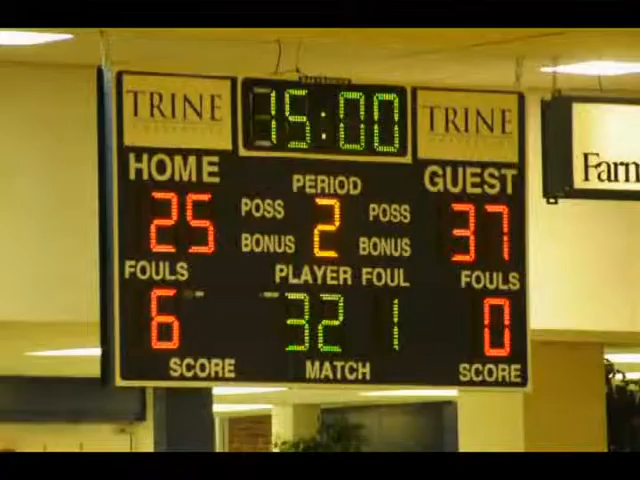 TRINE 15:00 TRINE
HOME GUEST
PERIOD
25 POSS 2 POSS 37
BONUS BONUS
FOULS PLAYER FOUL FOULS
6 32 1 0
SCORE MATCH SCORE
Farm